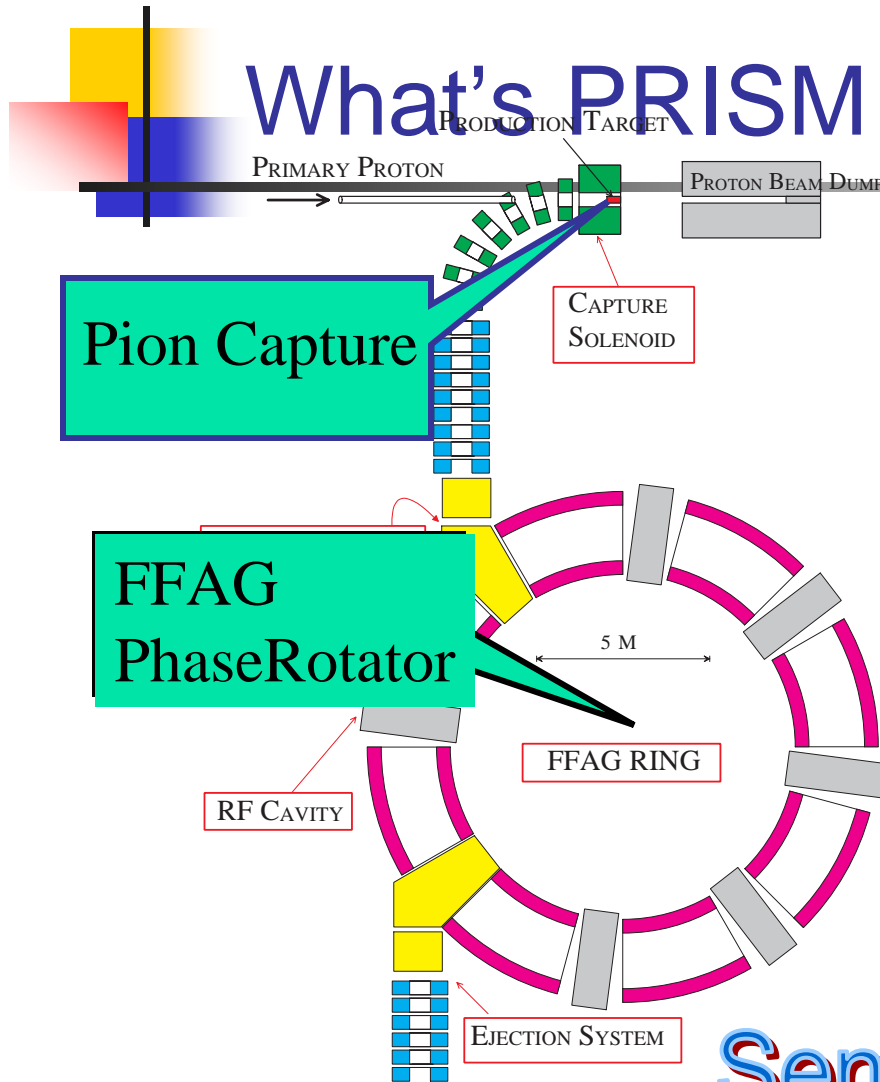 What's PRISM
PRODUCTION TARGET
PRIMARY PROTON
PROTON BEAM DUMP
CAPTURE
SOLENOID
Pion Capture
FFAG
PhaseRotator
5 M
FFAG RING
RF CAVITY
EJECTION SYSTEM